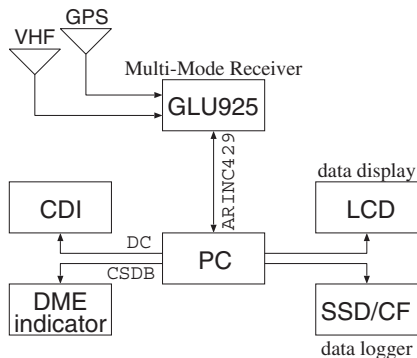 GPS
VHF
Multi-Mode Receiver
GLU925
ARINC429
data display
CDI
LCD
DC
PC
CSDB
DME
indicator
SSD/CF
data logger